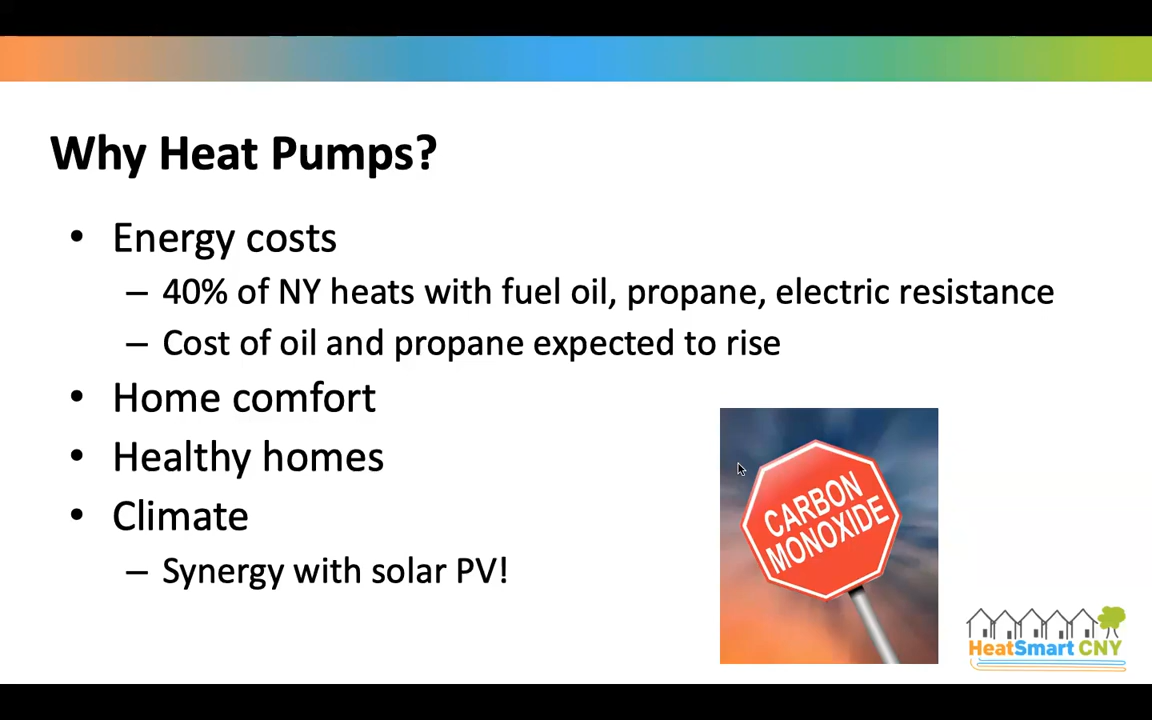 Why Heat Pumps?
• Energy costs
– 40% of NY heats with fuel oil, propane, electric resistance
– Cost of oil and propane expected to rise
• Home comfort
• Healthy homes
• Climate
– Synergy with solar PV!
CARBON
MONOXIDE
HeatSmart CNY